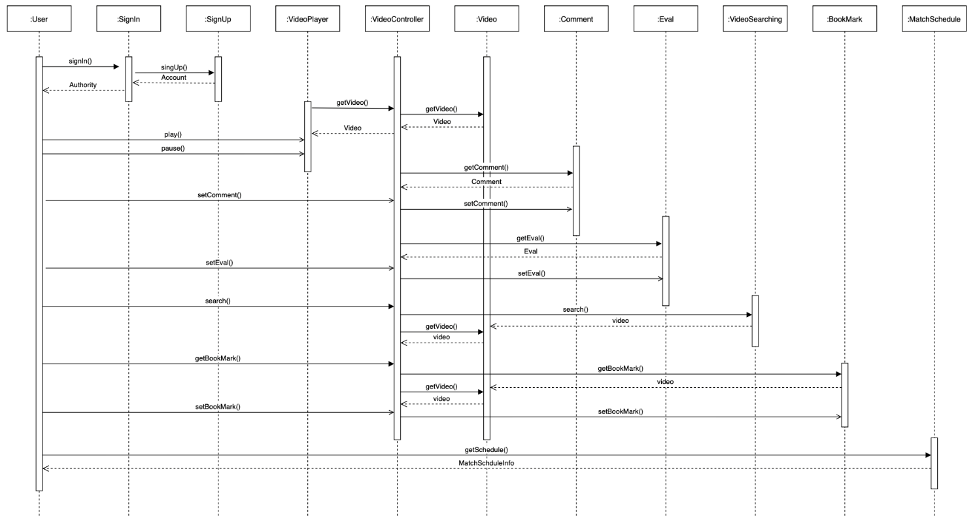 :User :SignIn :SignUp :VideoPlayer :VideoController :Video :Comment :Eval :VideoSearching :BookMark :MatchSchedule
signIn()
singUp()
Account
Authority
getVideo()
getVideo()
Video
Video
play()
pause()
getComment()
Comment
setComment()
setComment()
getEval()
Eval
setEval()
setEval()
search()
search()
video
getVideo()
video
getBookMark()
getBookMark()
video
getVideo()
video
setBookMark()
setBookMark()
getSchedule()
MatchSchduleInfo